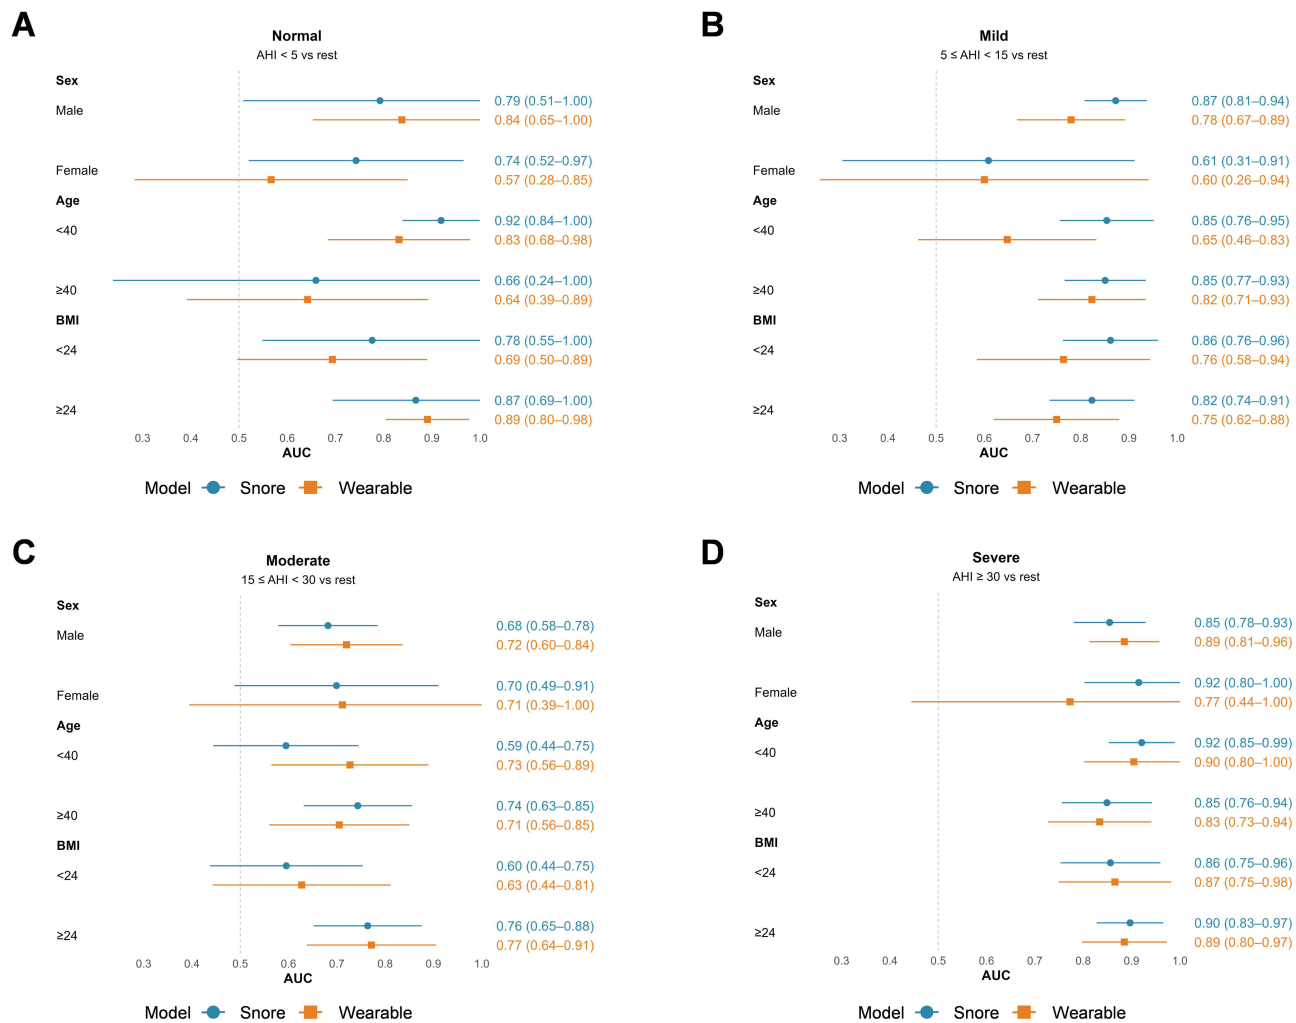 A
Normal
AHI < 5 vs rest
Sex
Male
0.79 (0.51–1.00)
0.84 (0.65–1.00)
Female
0.74 (0.52–0.97)
0.57 (0.28–0.85)
Age
<40
0.92 (0.84–1.00)
0.83 (0.68–0.98)
≥40
0.66 (0.24–1.00)
0.64 (0.39–0.89)
BMI
<24
0.78 (0.55–1.00)
0.69 (0.50–0.89)
≥24
0.87 (0.69–1.00)
0.89 (0.80–0.98)
0.3 0.5 0.6 0.7 0.8 0.9 1.0
AUC
Model Snore Wearable
B
Mild
5 ≤ AHI < 15 vs rest
Sex
Male
0.87 (0.81–0.94)
0.78 (0.67–0.89)
Female
0.61 (0.31–0.91)
0.60 (0.26–0.94)
Age
<40
0.85 (0.76–0.95)
0.65 (0.46–0.83)
≥40
0.85 (0.77–0.93)
0.82 (0.71–0.93)
BMI
<24
0.86 (0.76–0.96)
0.76 (0.58–0.94)
≥24
0.82 (0.74–0.91)
0.75 (0.62–0.88)
0.3 0.4 0.5 0.6 0.7 0.8 0.9 1.0
AUC
Model Snore Wearable
C
Moderate
15 ≤ AHI < 30 vs rest
Sex
Male
0.68 (0.58–0.78)
0.72 (0.60–0.84)
Female
0.70 (0.49–0.91)
0.71 (0.39–1.00)
Age
<40
0.59 (0.44–0.75)
0.73 (0.56–0.89)
≥40
0.74 (0.63–0.85)
0.71 (0.56–0.85)
BMI
<24
0.60 (0.44–0.75)
0.63 (0.44–0.81)
≥24
0.76 (0.65–0.88)
0.77 (0.64–0.91)
0.3 0.4 0.5 0.6 0.7 0.8 0.9 1.0
AUC
Model Snore Wearable
D
Severe
AHI ≥ 30 vs rest
Sex
Male
0.85 (0.78–0.93)
0.89 (0.81–0.96)
Female
0.92 (0.80–1.00)
0.77 (0.44–1.00)
Age
<40
0.92 (0.85–0.99)
0.90 (0.80–1.00)
≥40
0.85 (0.76–0.94)
0.83 (0.73–0.94)
BMI
<24
0.86 (0.75–0.96)
0.87 (0.75–0.98)
≥24
0.90 (0.83–0.97)
0.89 (0.80–0.97)
0.3 0.4 0.5 0.6 0.7 0.8 0.9 1.0
AUC
Model Snore Wearable